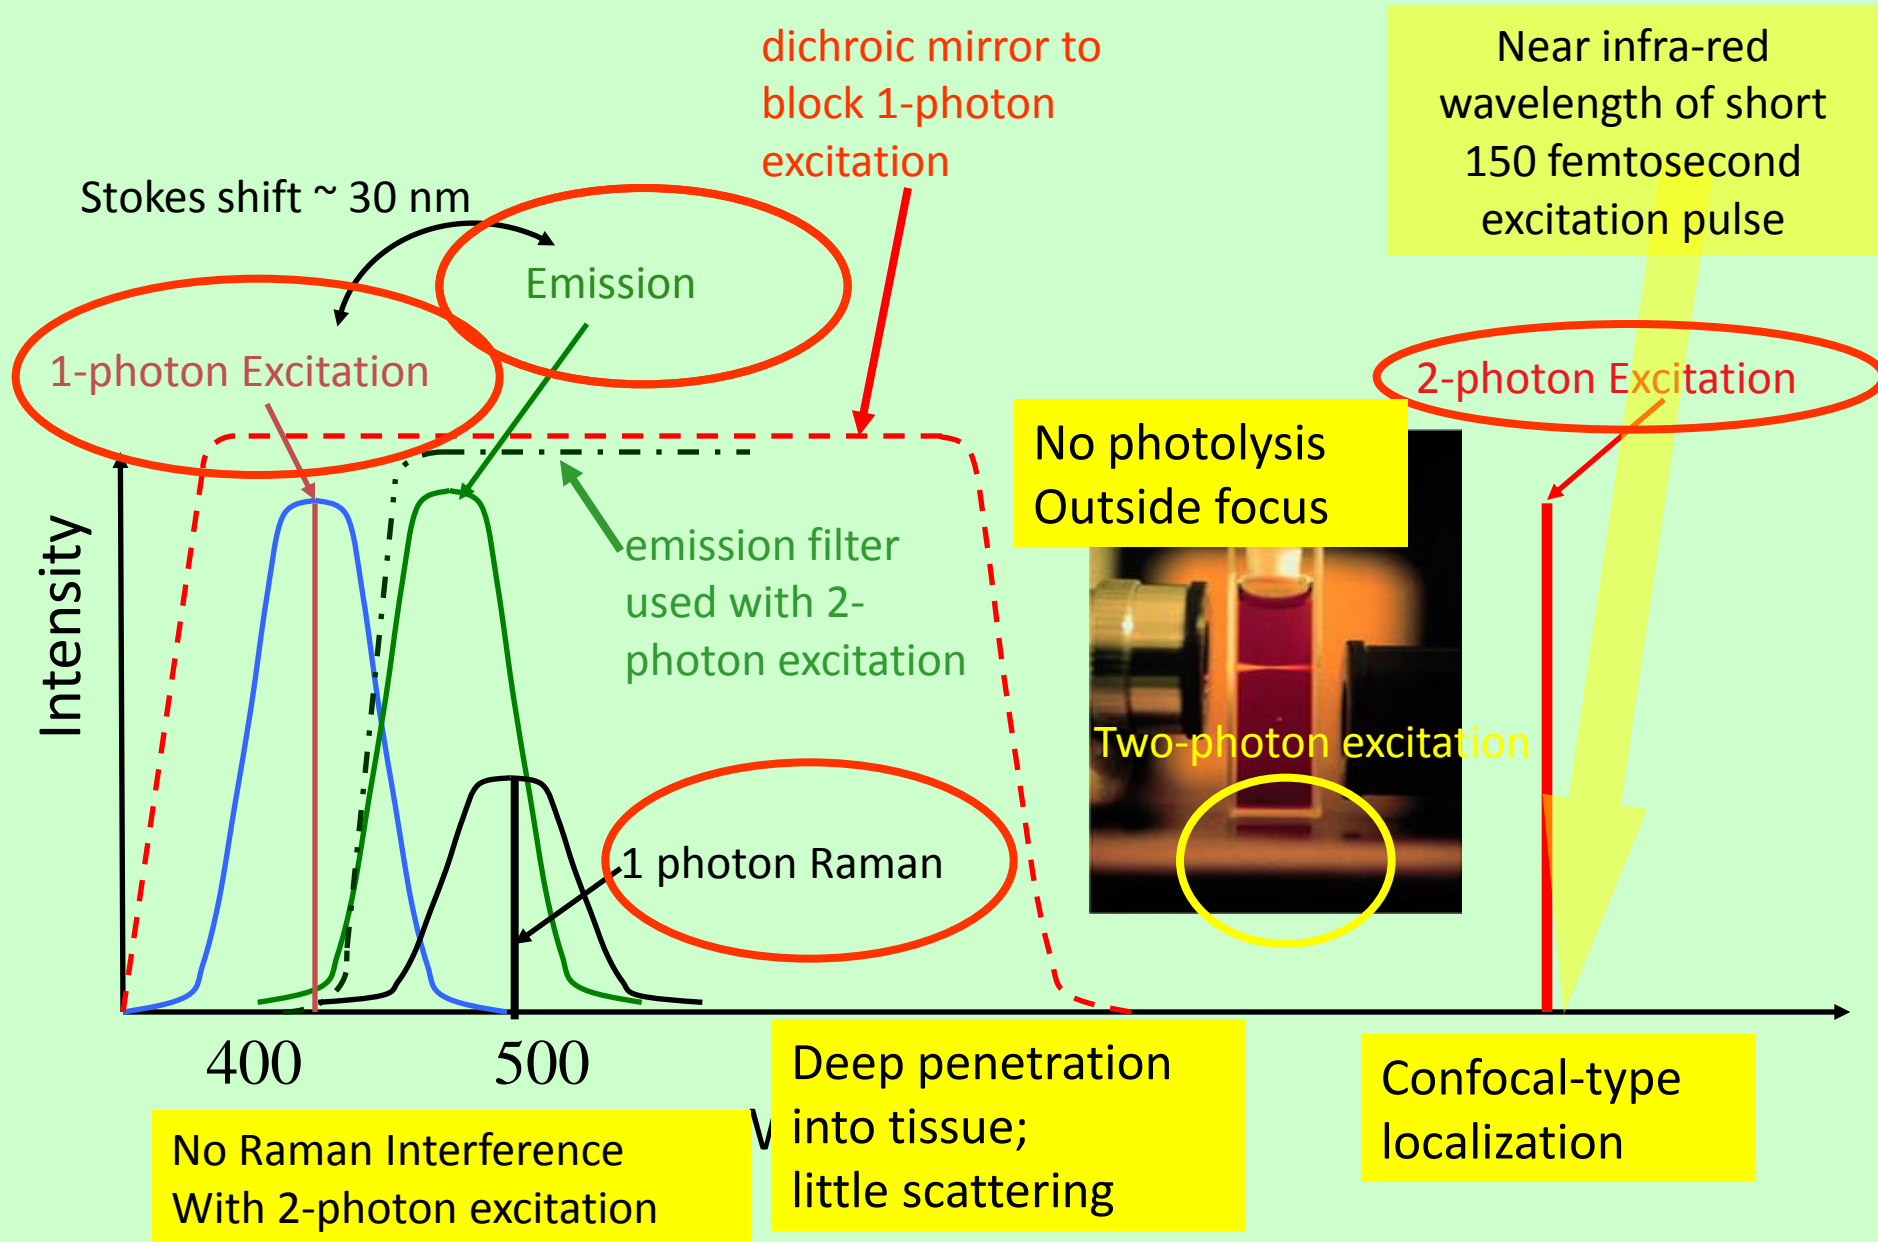 dichroic mirror to
block 1-photon
excitation
Near infra-red
wavelength of short
150 femtosecond
excitation pulse
Stokes shift ~ 30 nm
Emission
1-photon Excitation
2-photon Excitation
No photolysis
Outside focus
Intensity
emission filter
used with 2-
photon excitation
Two-photon excitation
1 photon Raman
400
500
Deep penetration
into tissue;
little scattering
Confocal-type
localization
No Raman Interference
With 2-photon excitation